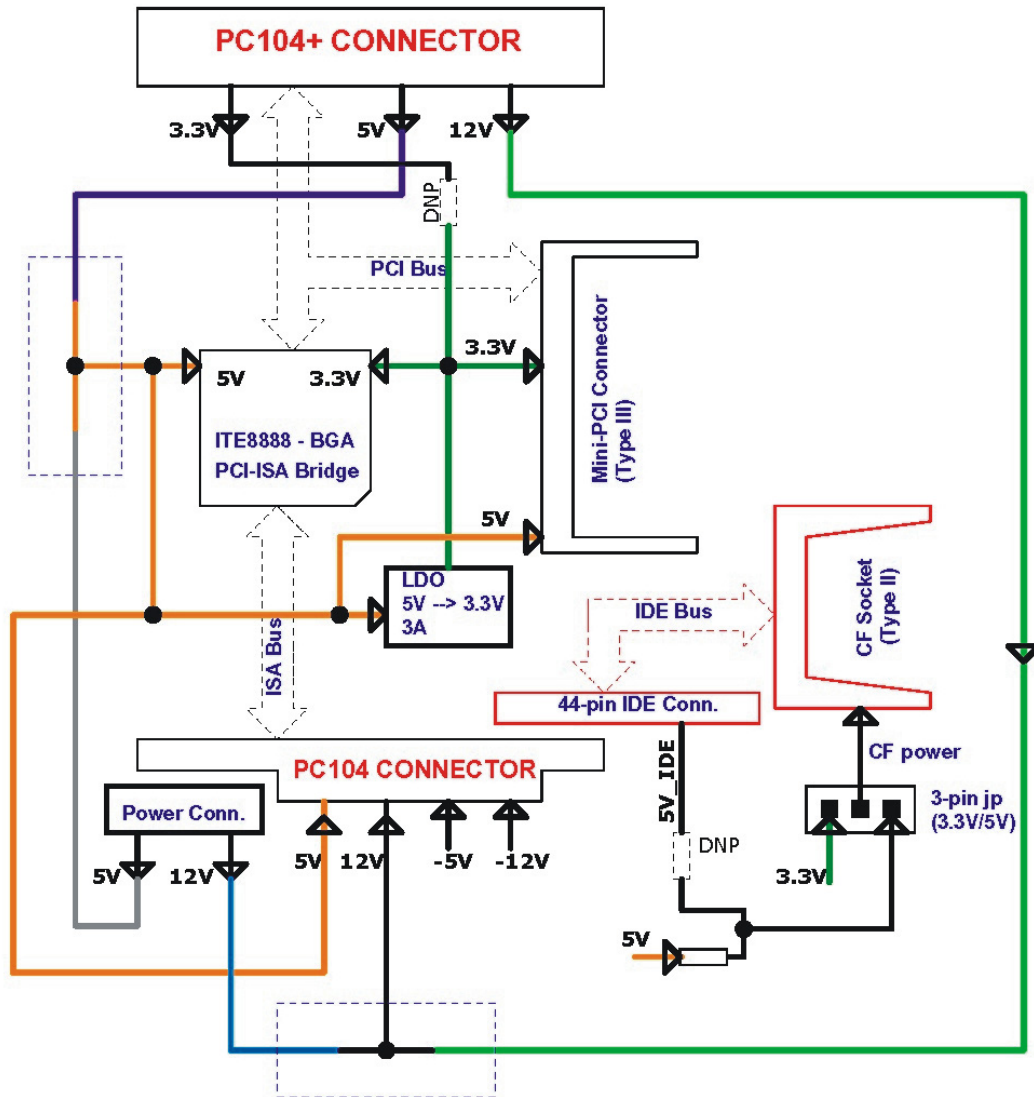 PC104+ CONNECTOR
3.3V
5V
12V
DNP
PCI Bus
3.3V
5V
3.3V
ITE8888 - BGA
PCI-ISA Bridge
Mini-PCI Connector
(Type III)
5V
LDO
5V --> 3.3V
3A
ISA Bus
IDE Bus
CF Socket
(Type II)
44-pin IDE Conn.
PC104 CONNECTOR
5V_IDE
CF power
Power Conn.
3-pin jp
(3.3V/5V)
5V
12V
5V
12V
-5V
-12V
DNP
3.3V
5V